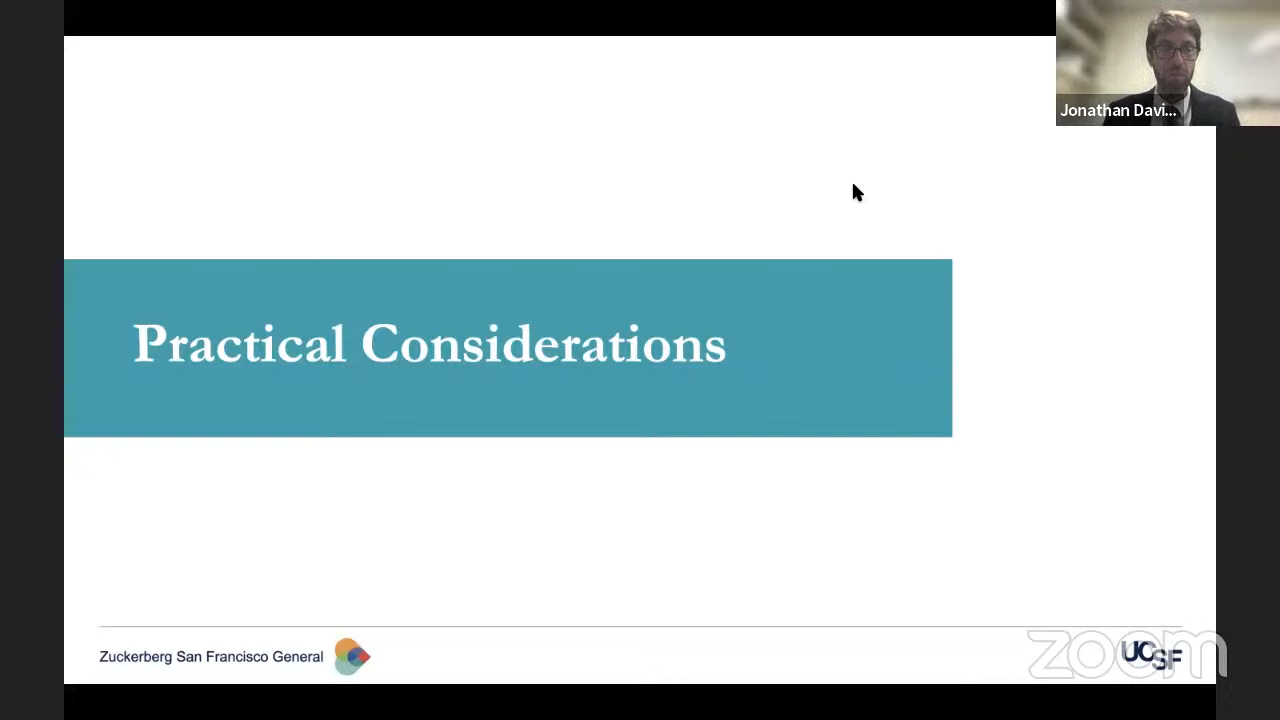 Jonathan Davi...
Practical Considerations
Zuckerberg San Francisco General
UCSF
zoom